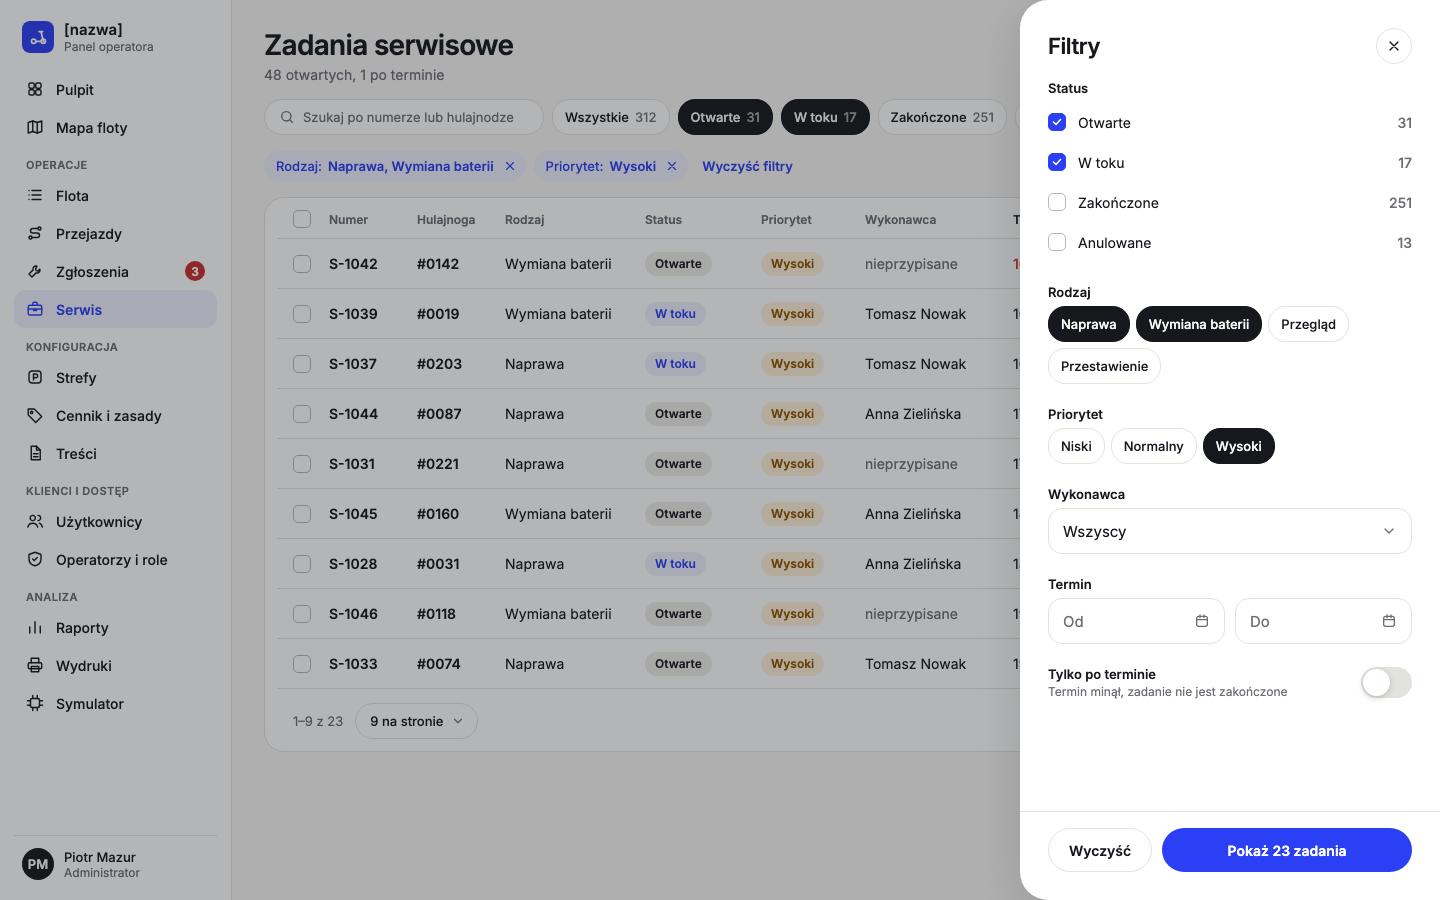 [nazwa]
Panel operatora
Pulpit
Mapa floty
OPERACJE
Flota
Przejazdy
Zgłoszenia 3
Serwis
KONFIGURACJA
Strefy
Cennik i zasady
Treści
KLIENCI I DOSTĘP
Użytkownicy
Operatorzy i role
ANALIZA
Raporty
Wydruki
Symulator
PM
Piotr Mazur
Administrator
Zadania serwisowe
48 otwartych, 1 po terminie
Szukaj po numerze lub hulajnodze Wszystkie 312 Otwarte 31 W toku 17 Zakończone 251
Rodzaj: Naprawa, Wymiana baterii Priorytet: Wysoki Wyczyść filtry
Numer Hulajnoga Rodzaj Status Priorytet Wykonawca
S-1042 #0142 Wymiana baterii Otwarte Wysoki nieprzypisane
S-1039 #0019 Wymiana baterii W toku Wysoki Tomasz Nowak
S-1037 #0203 Naprawa W toku Wysoki Tomasz Nowak
S-1044 #0087 Naprawa Otwarte Wysoki Anna Zielińska
S-1031 #0221 Naprawa Otwarte Wysoki nieprzypisane
S-1045 #0160 Wymiana baterii Otwarte Wysoki Anna Zielińska
S-1028 #0031 Naprawa W toku Wysoki Anna Zielińska
S-1046 #0118 Wymiana baterii Otwarte Wysoki nieprzypisane
S-1033 #0074 Naprawa Otwarte Wysoki Tomasz Nowak
1–9 z 23 9 na stronie
Filtry
Status
Otwarte 31
W toku 17
Zakończone 251
Anulowane 13
Rodzaj
Naprawa Wymiana baterii Przegląd
Przestawienie
Priorytet
Niski Normalny Wysoki
Wykonawca
Wszyscy
Termin
Od Do
Tylko po terminie
Termin minął, zadanie nie jest zakończone
Wyczyść Pokaż 23 zadania